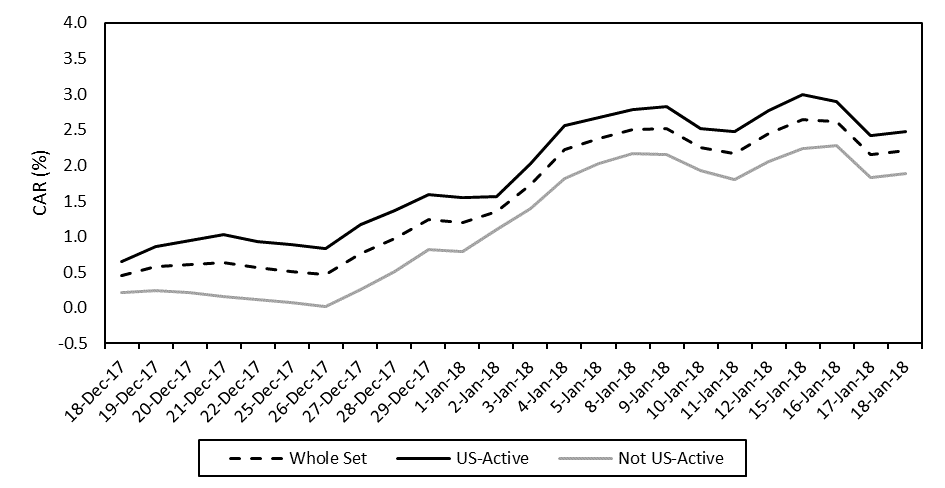 4.0
3.5
3.0
2.5
2.0
1.5
1.0
0.5
0.0
-0.5
CAR (%)
18-Dec-17
19-Dec-17
20-Dec-17
21-Dec-17
22-Dec-17
25-Dec-17
26-Dec-17
27-Dec-17
28-Dec-17
29-Dec-17
1-Jan-18
2-Jan-18
3-Jan-18
4-Jan-18
5-Jan-18
8-Jan-18
9-Jan-18
10-Jan-18
11-Jan-18
12-Jan-18
15-Jan-18
16-Jan-18
17-Jan-18
18-Jan-18
Whole Set
US-Active
Not US-Active